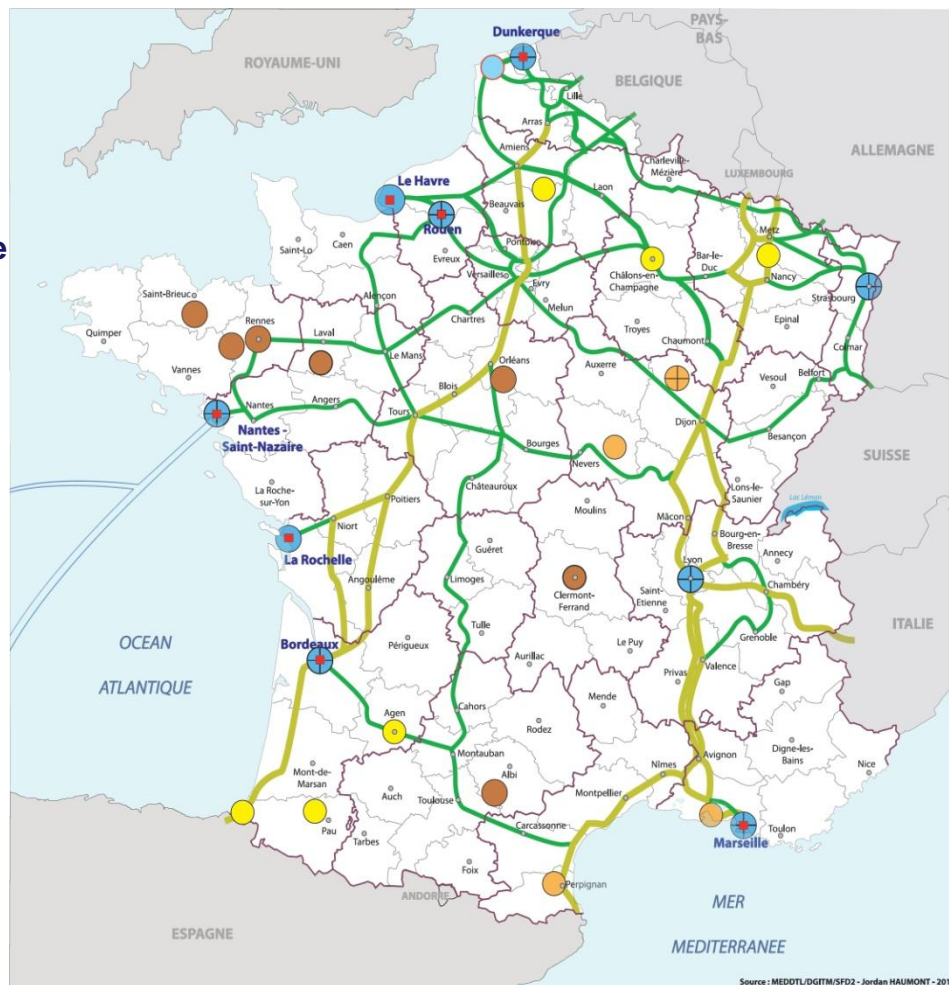 Dunkerque
PAYS-
BAS
ROYAUME-UNI
BELGIQUE
Lille
Arras
ALLEMAGNE
Amiens
Charleville-
Mézière
LUXEMBOURG
Le Havre
Laon
Beauvais
Rouen
Metz
Saint-Lo
Caen
Pontoise
e
Evreux
Bar-le-
Duc
Versailles
Châlons-en-
Champagne
Nancy
Evry
Strasbourg
Saint-Brieuc
Alençon
Melun
Rennes
Chartres
Troyes
Epinal
Quimper
Laval
Chaumont
Colmar
Le Mans
Orléans
Vannes
Auxerre
Vesoul
Belfort
Blois
Angers
Nantes
Tours
Dijon
Nantes -
Saint-Nazaire
Bourges
Besançon
Nevers
SUISSE
Châteauroux
Lons-le-
Saunier
La Roche-
sur-Yon
Poitiers
Moulins
Lac Léman
Niort
Mâcon
Bourg-en-
Bresse
La Rochelle
Guéret
Annecy
Lyon
Angoulême
Limoges
Clermont-
Ferrand
Saint-
Etienne
Chambéry
OCEAN
ATLANTIQUE
Tulle
ITALIE
Bordeaux
Périgueux
Grenoble
Aurillac
Le Puy
Valence
Privas
Agen
Cahors
Mende
Gap
Rodez
Montauban
Digne-les-
Bains
Avignon
Mont-de-
Marsan
Albi
Nîmes
Nice
Auch
Toulouse
Montpellier
Pau
Carcassonne
Marseille
Toulon
Tarbes
Foix
Perpignan
ANDORRE
MER
MEDITERRANEE
ESPAGNE
Source : MEDDTL/DGITM/SFD2 - Jordan HAUMONT - 201